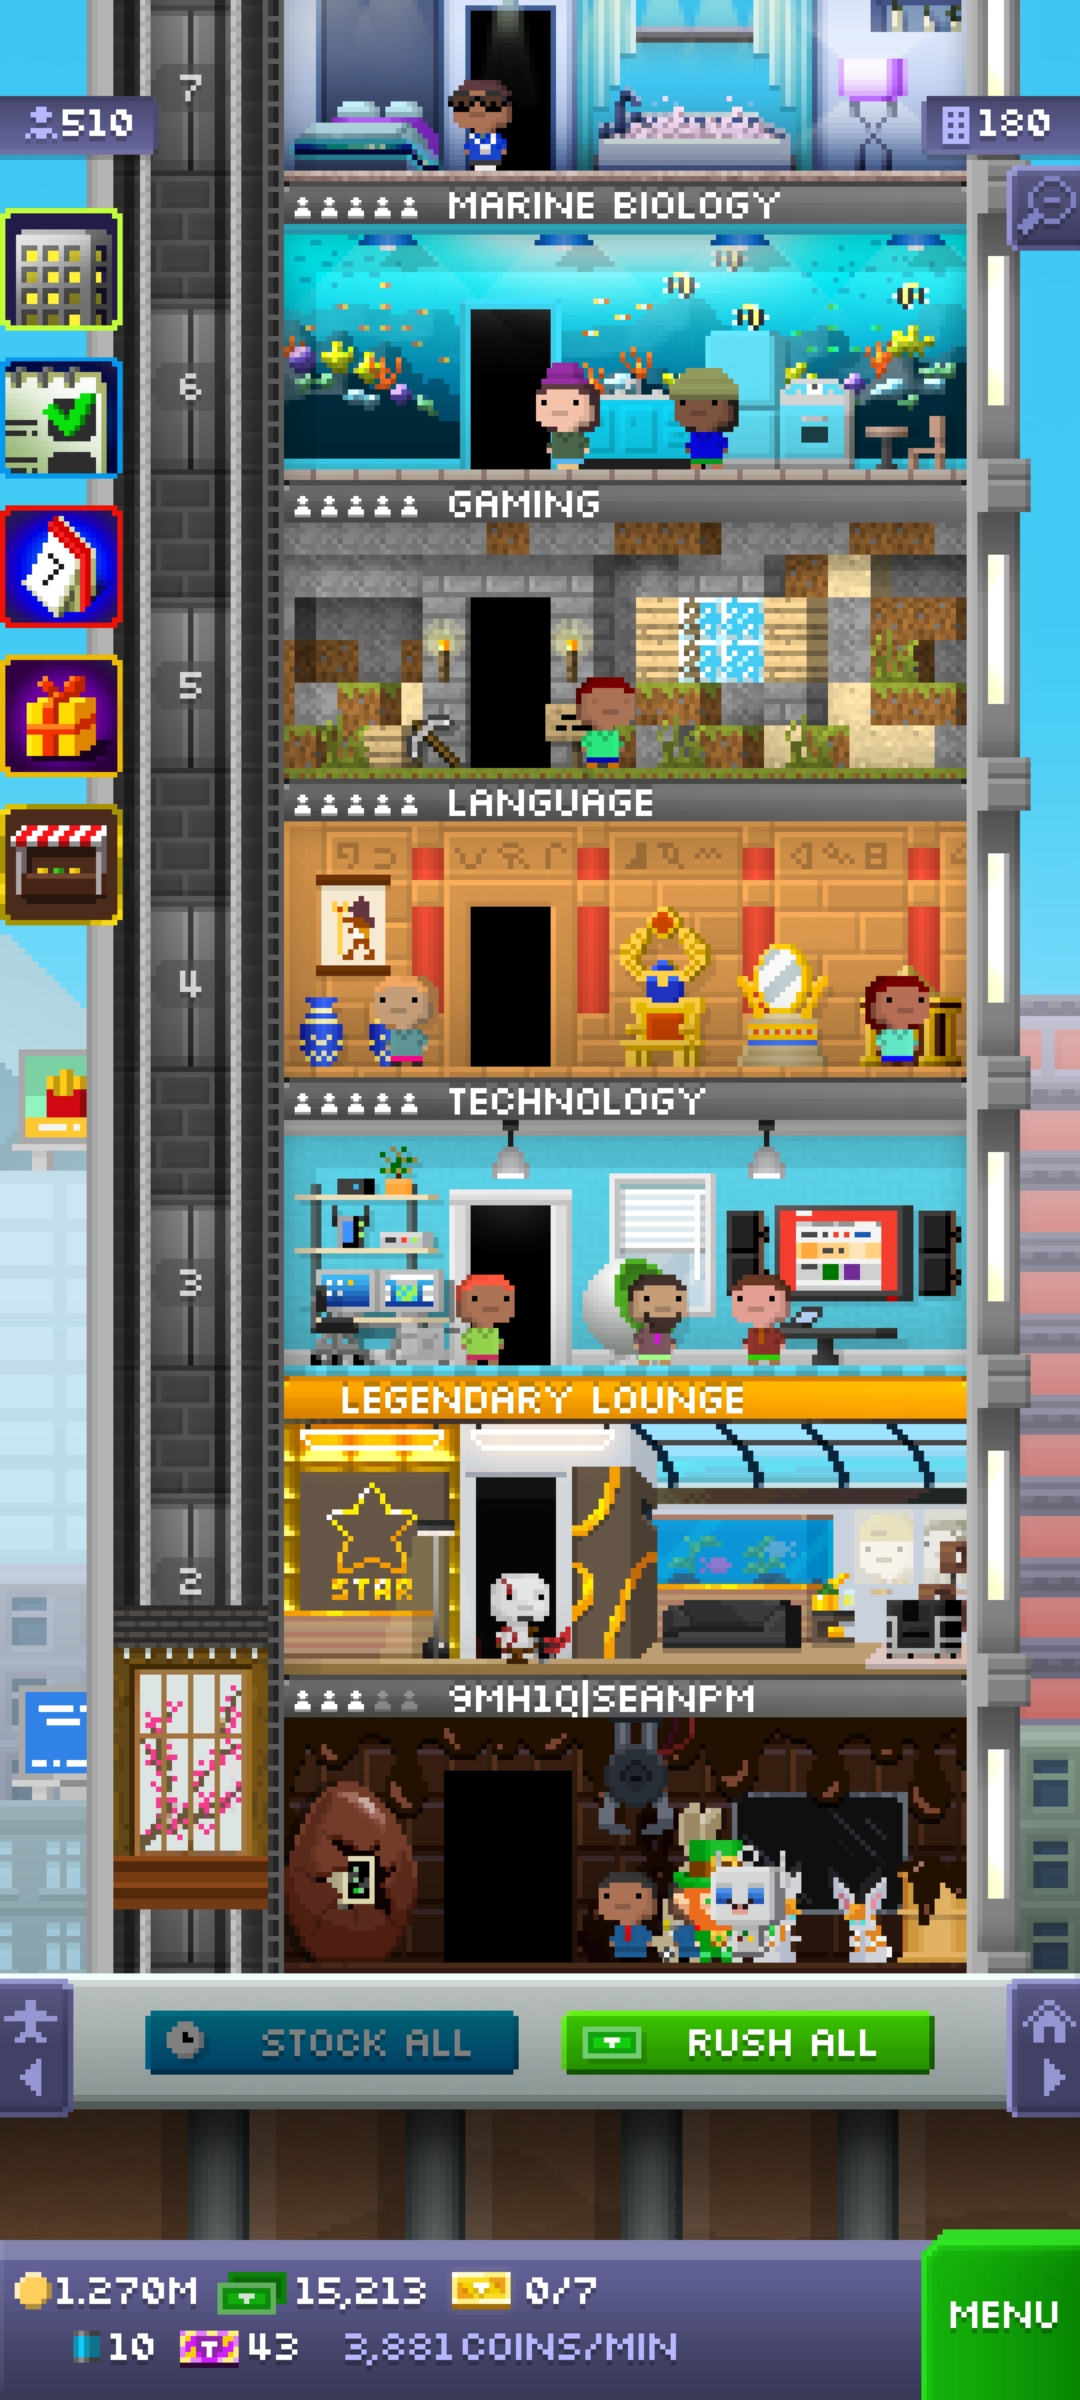 7
510
180
MARINE BIOLOGY
6
GAMING
5
LANGUAGE
4
TECHNOLOGY
3
LEGENDARY LOUNGE
STAR
2
9MH1Q|SEANPM
STOCK ALL
RUSH ALL
1.270M 15,213 0/7
10 43 3,881 COINS/MIN
MENU